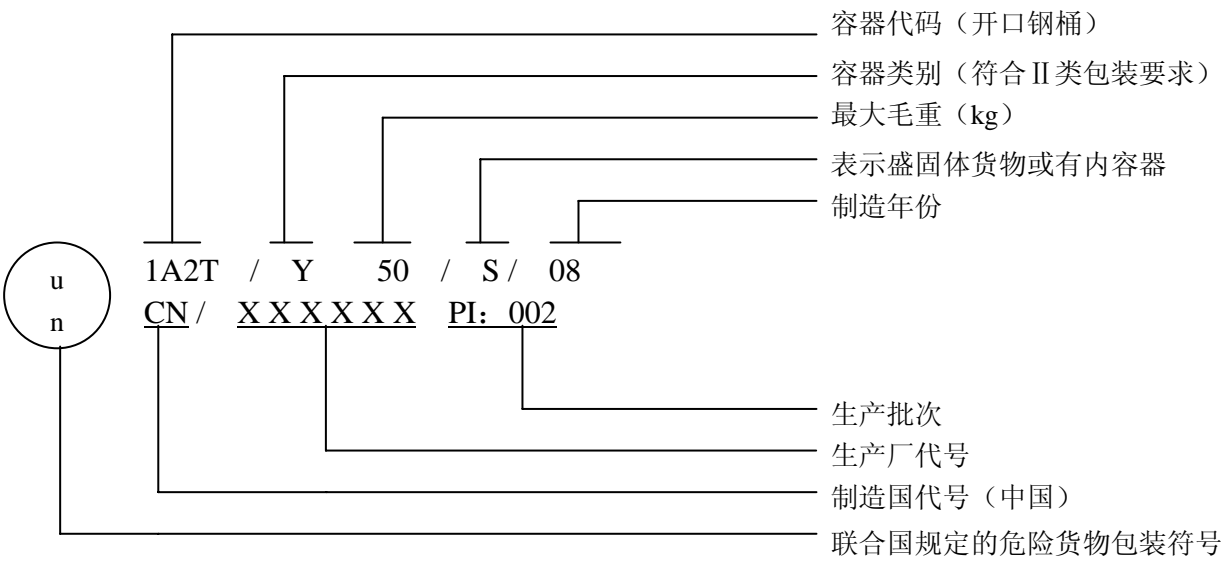 容器代码（开口钢桶）
容器类别（符合Ⅱ类包装要求）
最大毛重（kg）
表示盛固体货物或有内容器
制造年份
u
n
1A2T / Y 50 / S / 08
CN / X X X X X X PI：002
生产批次
生产厂代号
制造国代号（中国）
联合国规定的危险货物包装符号